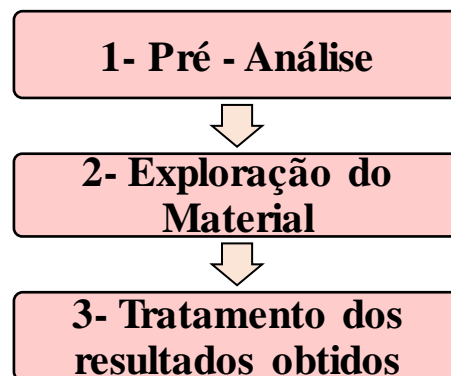 1- Pré - Análise
2- Exploração do
Material
3- Tratamento dos
resultados obtidos